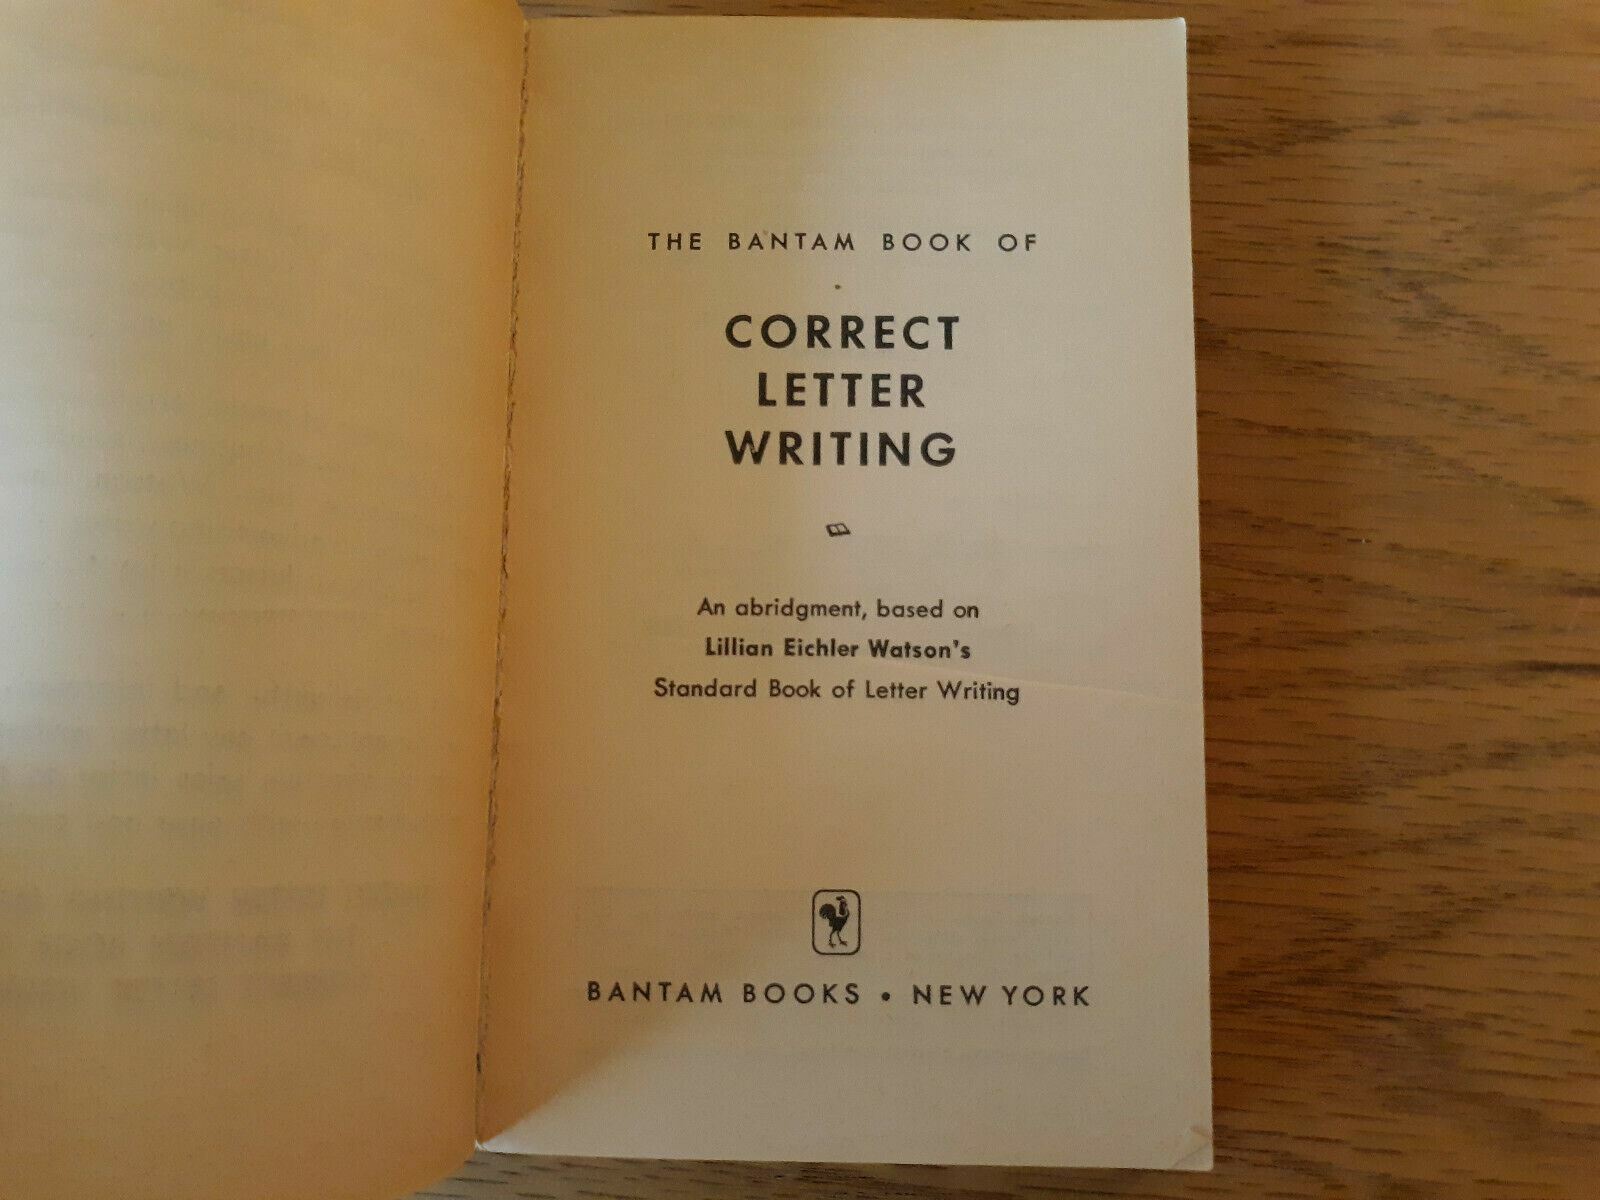 THE BANTAM BOOK OF
CORRECT
LETTER
WRITING
An abridgment, based on
Lillian Eichler Watson's
Standard Book of Letter Writing
BANTAM BOOKS • NEW YORK